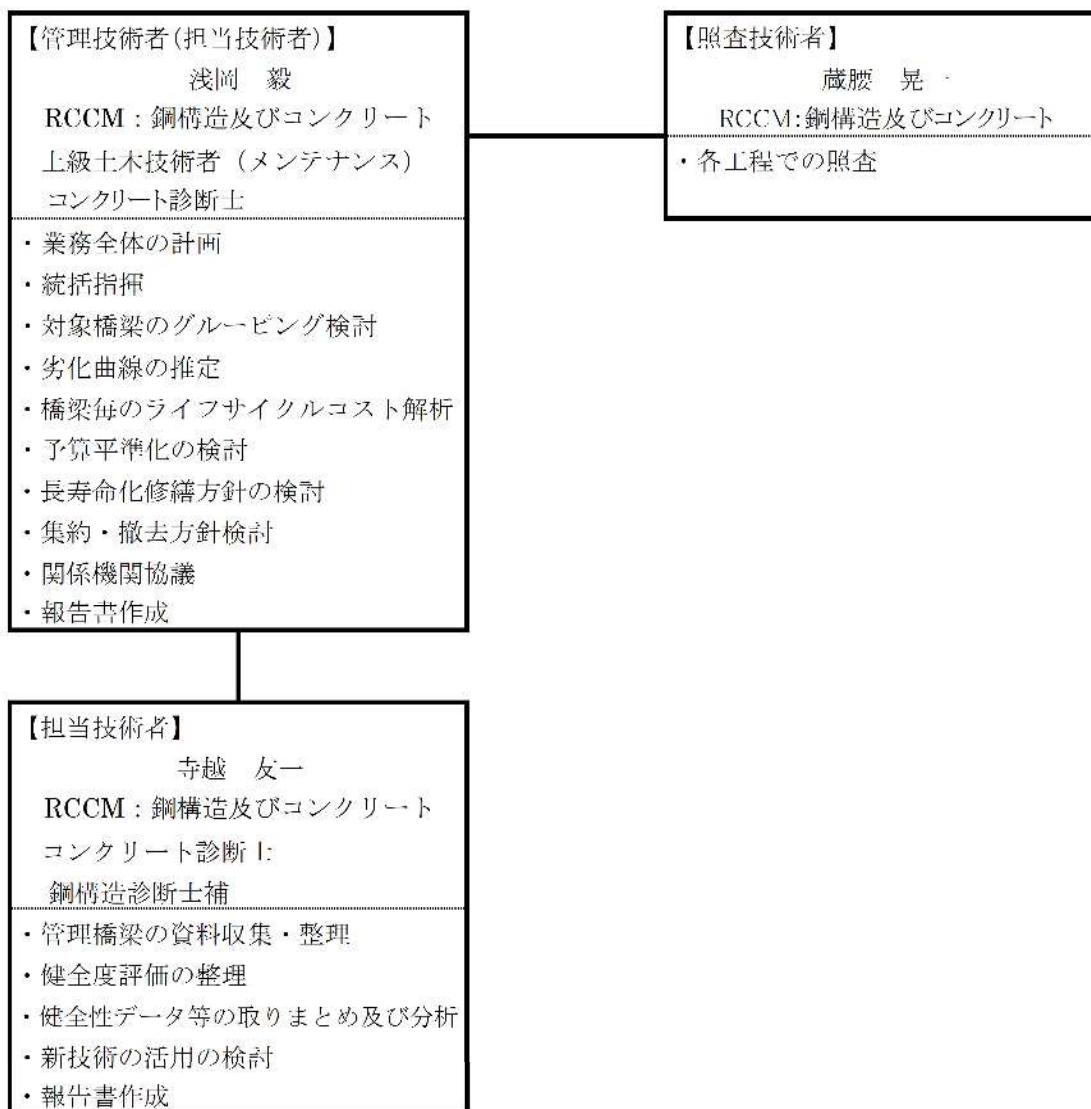 【管理技術者(担当技術者)】
浅岡 毅
RCCM：鋼構造及びコンクリート
上級土木技術者（メンテナンス）
コンクリート診断士
・業務全体の計画
・統括指揮
・対象橋梁のグルーピング検討
・劣化曲線の推定
・橋梁毎のライフサイクルコスト解析
・予算平準化の検討
・長寿命化修繕方針の検討
・集約・撤去方針検討
・関係機関協議
・報告書作成
【照査技術者】
蔵腰 晃一
RCCM:鋼構造及びコンクリート
・各工程での照査
【担当技術者】
寺越 友一
RCCM：鋼構造及びコンクリート
コンクリート診断士
鋼構造診断士補
・管理橋梁の資料収集・整理
・健全度評価の整理
・健全性データ等の取りまとめ及び分析
・新技術の活用の検討
・報告書作成